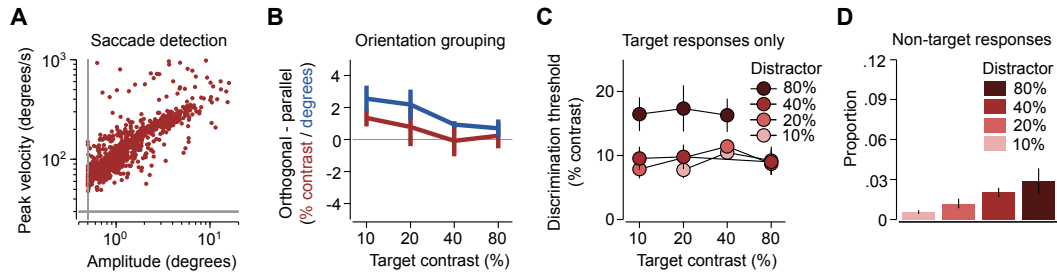 A
Saccade detection
Peak velocity (degrees/s)
10³
10²
10⁰
10¹
Amplitude (degrees)
B
Orientation grouping
Orthogonal - parallel
(% contrast / degrees)
4
2
0
-2
-4
10 20 40 80
Target contrast (%)
C
Target responses only
Discrimination threshold
(% contrast)
20
10
0
Distractor
80%
40%
20%
10%
10 20 40 80
Target contrast (%)
D
Non-target responses
Proportion
.12
.09
.06
.03
0
Distractor
80%
40%
20%
10%